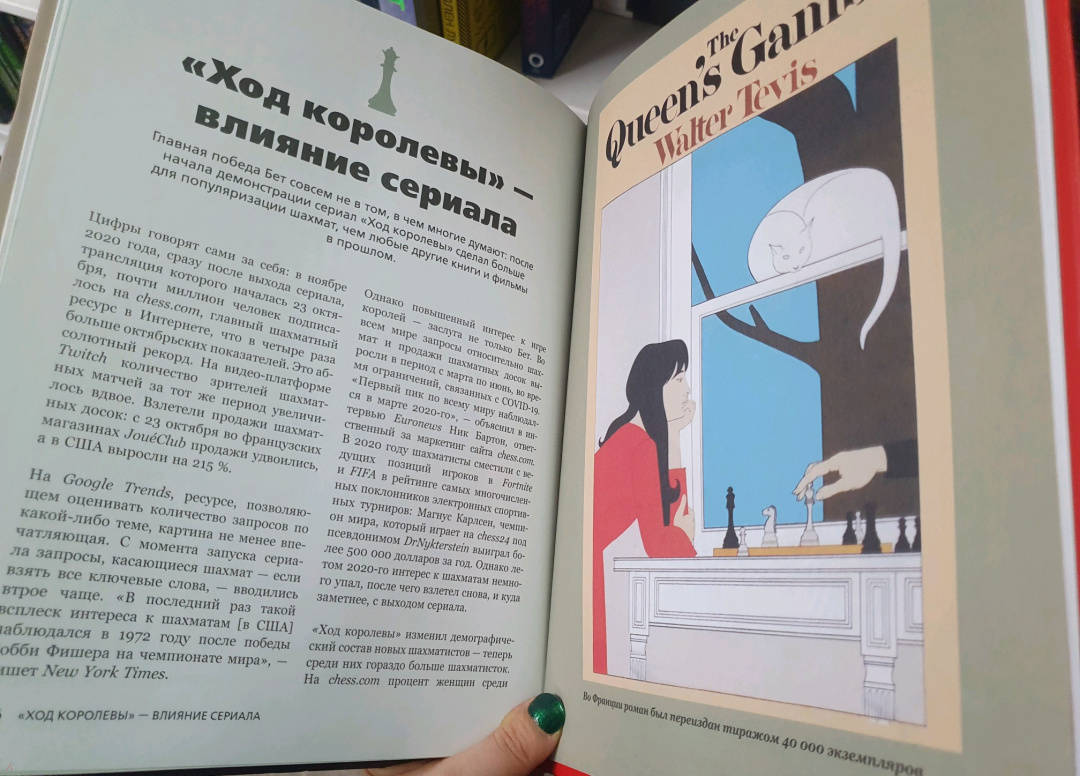 «Ход королевы» —
влияние сериала
Главная победа Бет совсем не в том, в чем многие думают: после
начала демонстрации сериал «Ход королевы» сделал больше
для популяризации шахмат, чем любые другие книги и фильмы
в прошлом.
Цифры говорят сами за себя: в ноябре
2020 года, сразу после выхода сериала,
трансляция которого началась 23 октя-
бря, почти миллион человек подписа-
лось на chess.com, главный шахматный
ресурс в Интернете, что в четыре раза
больше октябрьских показателей. Это аб-
солютный рекорд. На видео-платформе
Twitch количество зрителей шахмат-
ных матчей за тот же период увеличи-
лось вдвое. Взлетели продажи шахмат-
ных досок: с 23 октября во французских
магазинах JouéClub продажи удвоились,
а в США выросли на 215 %.
На Google Trends, ресурсе, позволяю-
щем оценивать количество запросов по
какой-либо теме, картина не менее впе-
чатляющая. С момента запуска сериа-
ла запросы, касающиеся шахмат — если
взять все ключевые слова, — вводились
втрое чаще. «В последний раз такой
всплеск интереса к шахматам [в США]
наблюдался в 1972 году после победы
обби Фишера на чемпионате мира», —
ишет New York Times.
Однако повышенный интерес к игре
королей — заслуга не только Бет. Во
всем мире запросы относительно шах-
мат и продажи шахматных досок вы-
росли в период с марта по июнь, во вре-
мя ограничений, связанных с COVID-19.
«Первый пик по всему миру наблюдал-
ся в марте 2020-го», — объяснил в ин-
тервью Euronews Ник Бартон, ответ-
ственный за маркетинг сайта chess.com.
В 2020 году шахматисты сместили с ве-
дущих позиций игроков в Fortnite
и FIFA в рейтинге самых многочислен-
ных поклонников электронных спортив-
ных турниров: Магнус Карлсен, чемпи-
он мира, который играет на chess24 под
псевдонимом DrNykterstein выиграл бо-
лее 500 000 долларов за год. Однако ле-
том 2020-го интерес к шахматам немно-
го упал, после чего взлетел снова, и куда
заметнее, с выходом сериала.
«Ход королевы» изменил демографиче-
ский состав новых шахматистов — теперь
среди них гораздо больше шахматисток.
На chess.com процент женщин среди
«ХОД КОРОЛЕВЫ» — ВЛИЯНИЕ СЕРИАЛА
The
Queen's Gam
Walter Tevis
Во Франции роман был переиздан тиражом 40 000 экземпляров